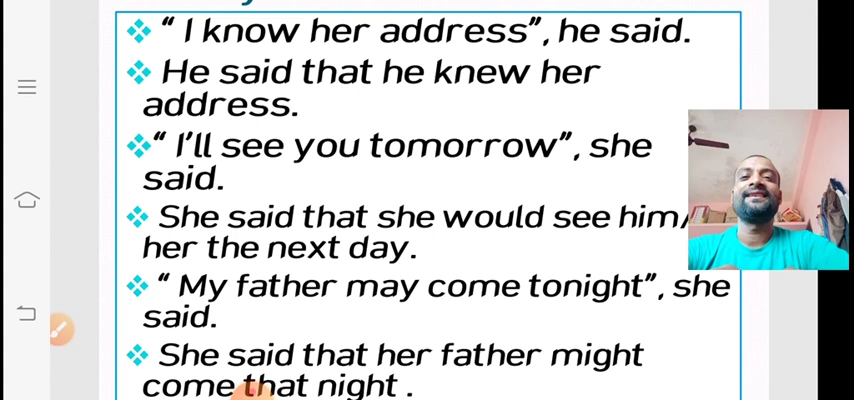 “ I know her address”, he said.
He said that he knew her
address.
“ I’ll see you tomorrow”, she
said.
She said that she would see him/
her the next day.
“ My father may come tonight”, she
said.
She said that her father might
come that night .